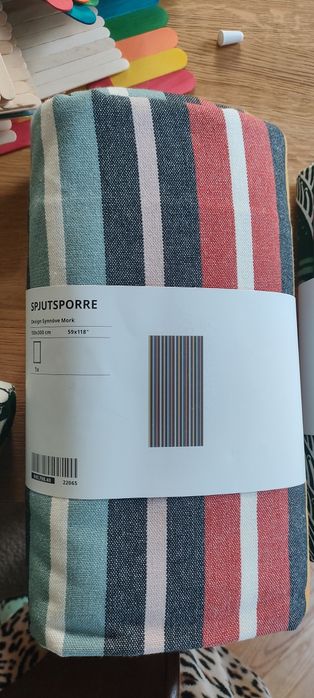 SPJUTSPORRE
Design Synnöve Mork
150x300 cm 59x118"
1x
22065